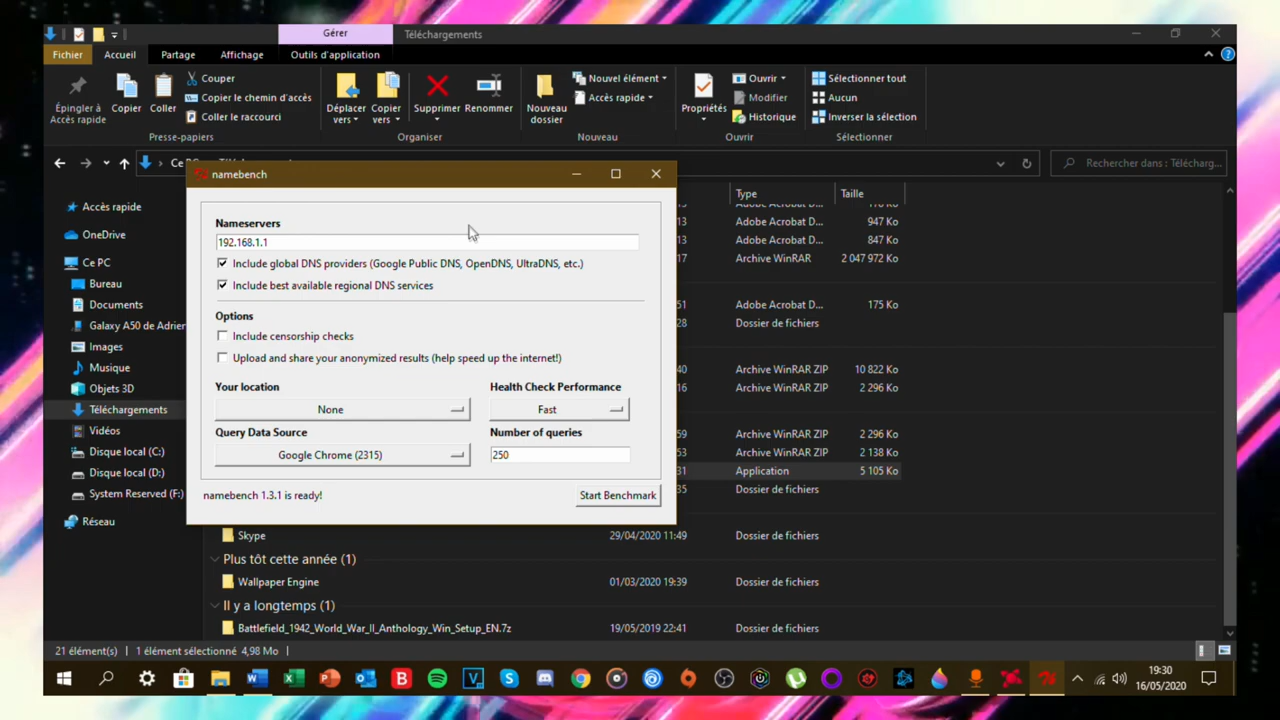 Gérer
Téléchargements
Fichier
Accueil
Partage
Affichage
Outils d'application
Épingler à
Accès rapide
Copier
Coller
Couper
Copier le chemin d'accès
Coller le raccourci
Presse-papiers
Déplacer
vers
Copier
vers
Supprimer
Renommer
Organiser
Nouveau
dossier
Nouvel élément
Accès rapide
Nouveau
Propriétés
Ouvrir
Modifier
Historique
Ouvrir
Sélectionner tout
Aucun
Inverser la sélection
Sélectionner
Rechercher dans : Télécharg...
Accès rapide
OneDrive
Ce PC
Bureau
Documents
Galaxy A50 de Adrien
Images
Musique
Objets 3D
Téléchargements
Vidéos
Disque local (C:)
Disque local (D:)
System Reserved (F:)
Réseau
namebench
Nameservers
192.168.1.1
Include global DNS providers (Google Public DNS, OpenDNS, UltraDNS, etc.)
Include best available regional DNS services
Options
Include censorship checks
Upload and share your anonymized results (help speed up the internet!)
Your location
Health Check Performance
None
Fast
Query Data Source
Number of queries
Google Chrome (2315)
250
namebench 1.3.1 is ready!
Start Benchmark
Type
Taille
13 Adobe Acrobat D... 947 Ko
13 Adobe Acrobat D... 847 Ko
17 Archive WinRAR 2 047 972 Ko
51 Adobe Acrobat D... 175 Ko
28 Dossier de fichiers
40 Archive WinRAR ZIP 10 822 Ko
16 Archive WinRAR ZIP 2 296 Ko
59 Archive WinRAR ZIP 2 296 Ko
53 Archive WinRAR ZIP 2 138 Ko
31 Application 5 105 Ko
35 Dossier de fichiers
Skype 29/04/2020 11:49 Dossier de fichiers
Plus tôt cette année (1)
Wallpaper Engine 01/03/2020 19:39 Dossier de fichiers
Il y a longtemps (1)
Battlefield_1942_World_War_II_Anthology_Win_Setup_EN.7z 19/05/2019 22:41 Dossier de fichiers
21 élément(s)
1 élément sélectionné 4,98 Mo
19:30
16/05/2020